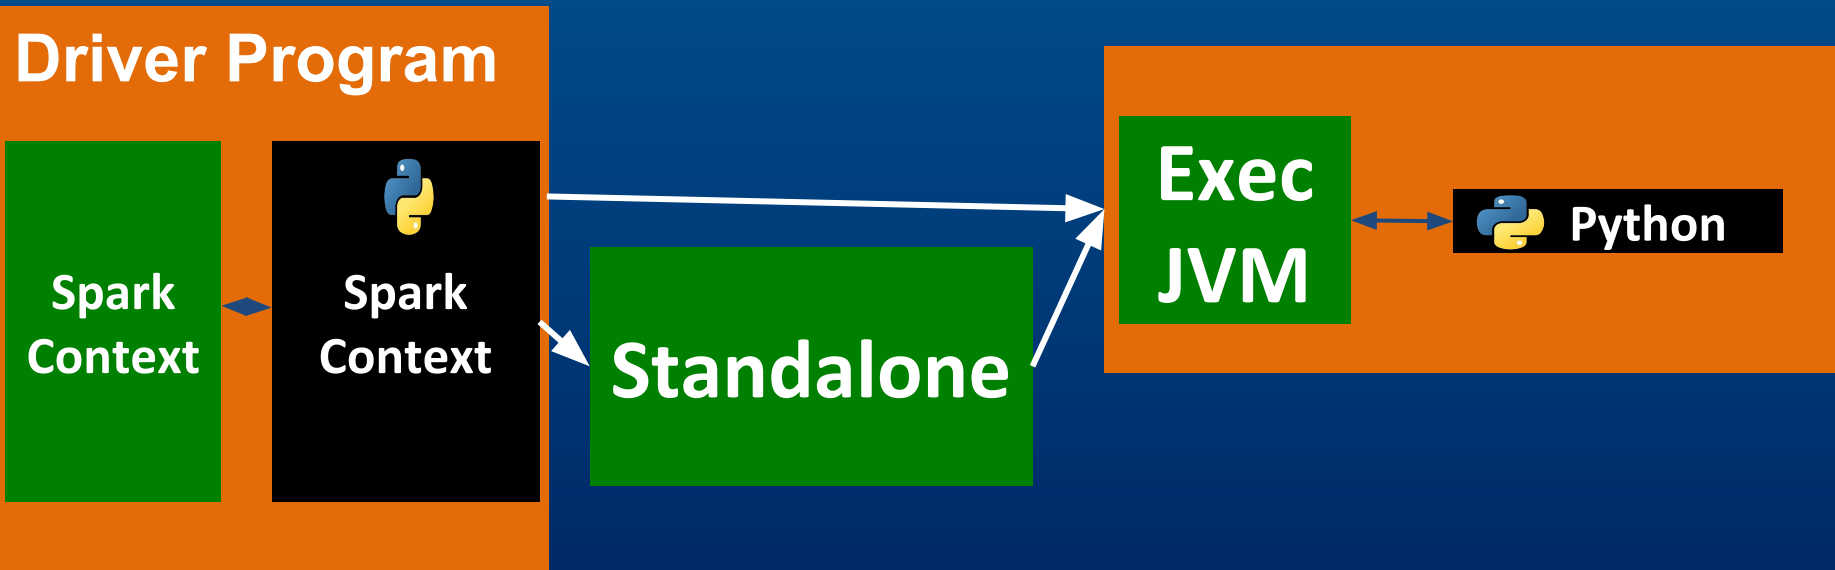 Driver Program
Spark
Context
Spark
Context
Standalone
Exec
JVM
Python